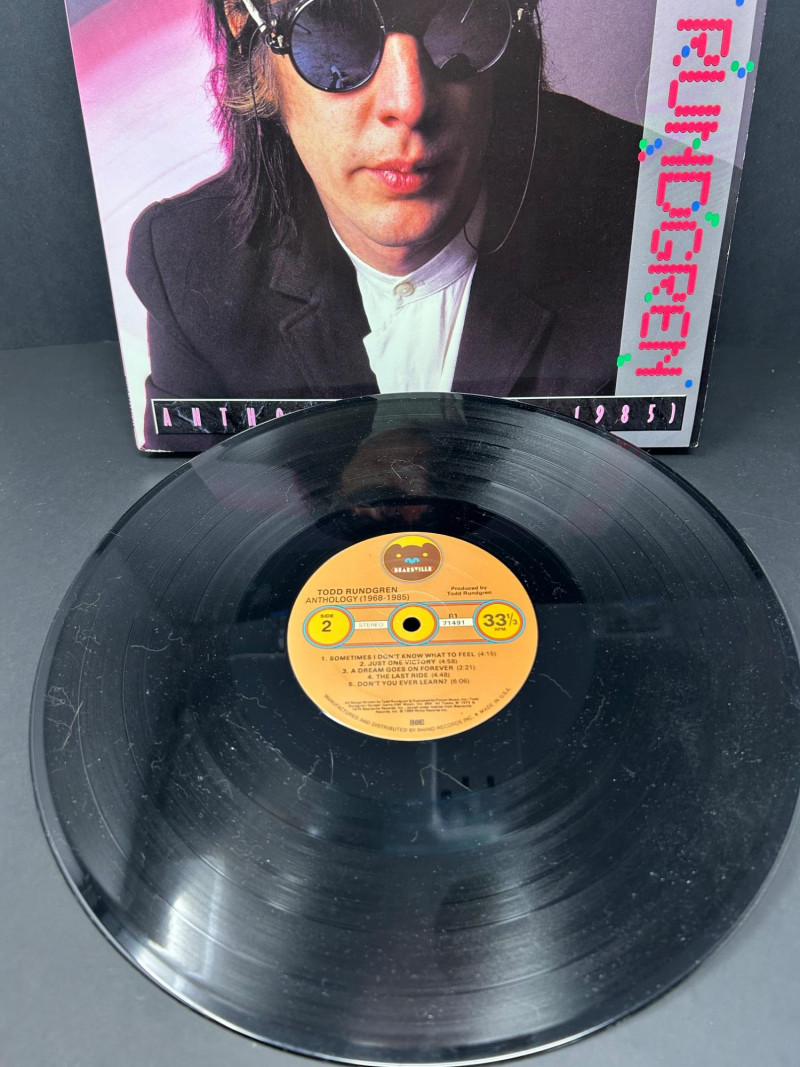 RUNDGREN
ANTHO
1985)
BEARSVILLE
TODD RUNDGREN
ANTHOLOGY (1968-1985)
Produced by
Todd Rundgren
SIDE
2
STEREO
R1
71491
33⅓
RPM
1. SOMETIMES I DON'T KNOW WHAT TO FEEL (4:15)
2. JUST ONE VICTORY (4:58)
3. A DREAM GOES ON FOREVER (2:21)
4. THE LAST RIDE (4:48)
5. DON'T YOU EVER LEARN? (6:06)
MANUFACTURED AND DISTRIBUTED BY RHINO RECORDS INC. ★ MADE IN U.S.A.